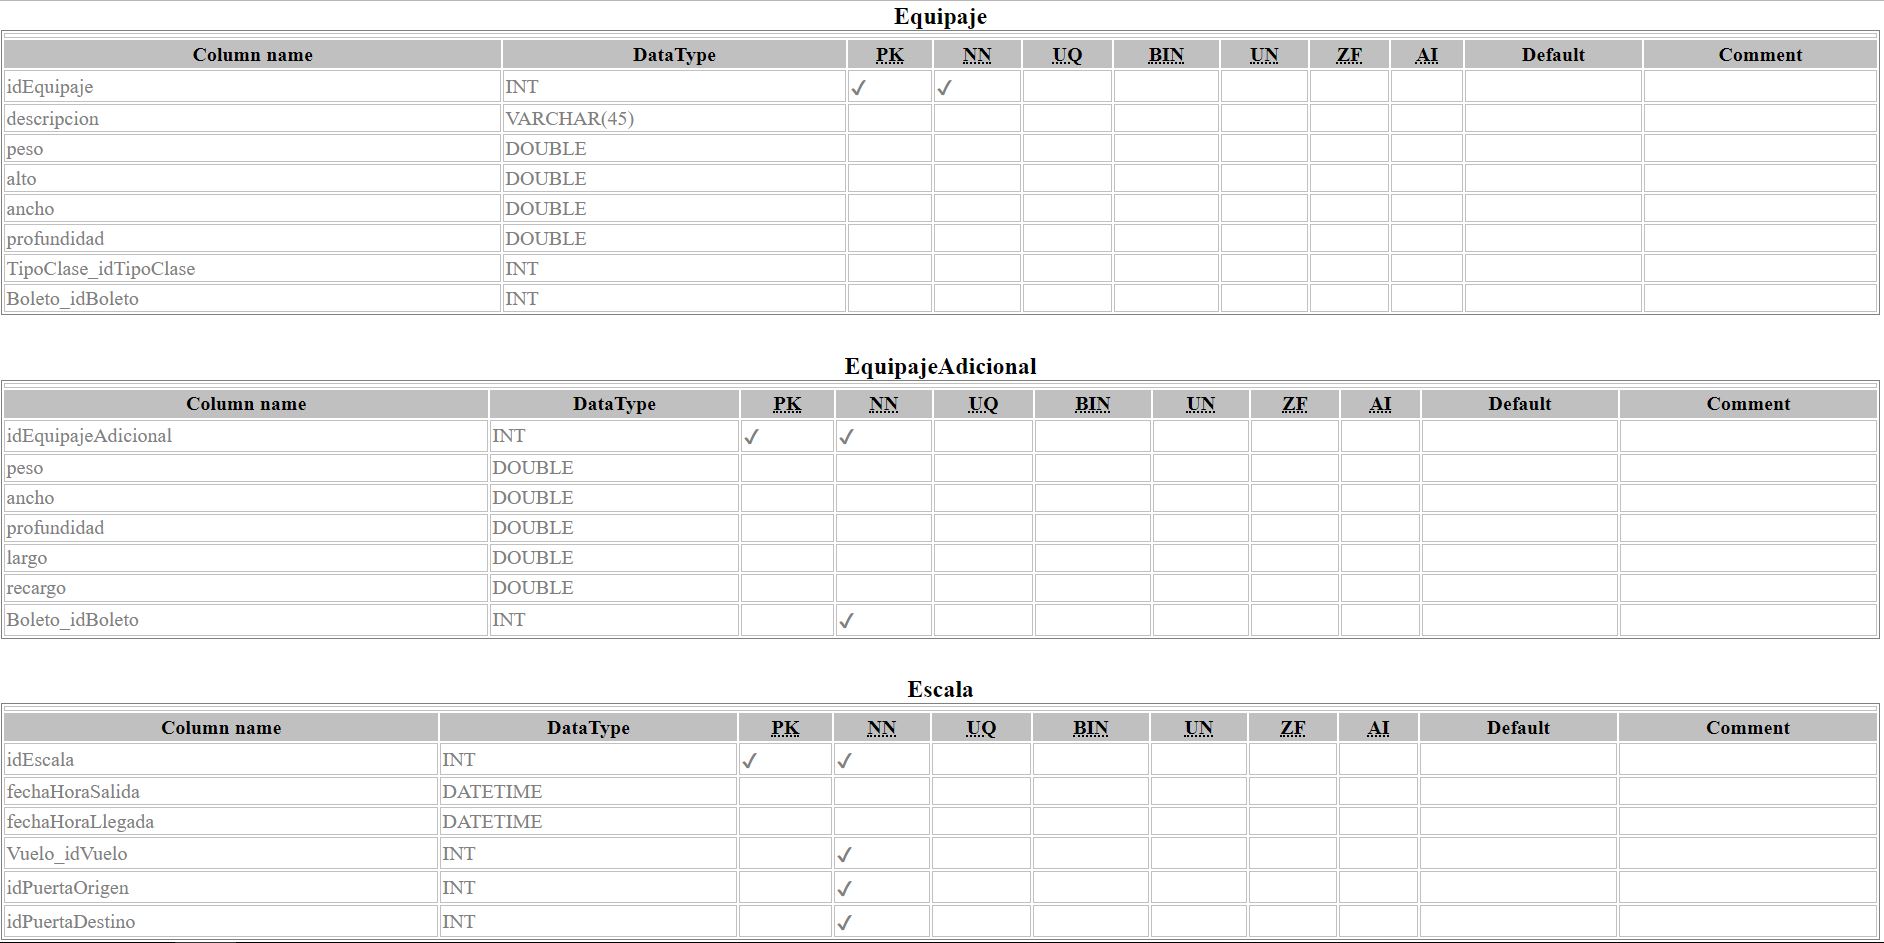 Equipaje
Column name DataType PK NN UQ BIN UN ZF AI Default Comment
idEquipaje INT ✓ ✓
descripcion VARCHAR(45)
peso DOUBLE
alto DOUBLE
ancho DOUBLE
profundidad DOUBLE
TipoClase_idTipoClase INT
Boleto_idBoleto INT
EquipajeAdicional
Column name DataType PK NN UQ BIN UN ZF AI Default Comment
idEquipajeAdicional INT ✓ ✓
peso DOUBLE
ancho DOUBLE
profundidad DOUBLE
largo DOUBLE
recargo DOUBLE
Boleto_idBoleto INT ✓
Escala
Column name DataType PK NN UQ BIN UN ZF AI Default Comment
idEscala INT ✓ ✓
fechaHoraSalida DATETIME
fechaHoraLlegada DATETIME
Vuelo_idVuelo INT ✓
idPuertaOrigen INT ✓
idPuertaDestino INT ✓